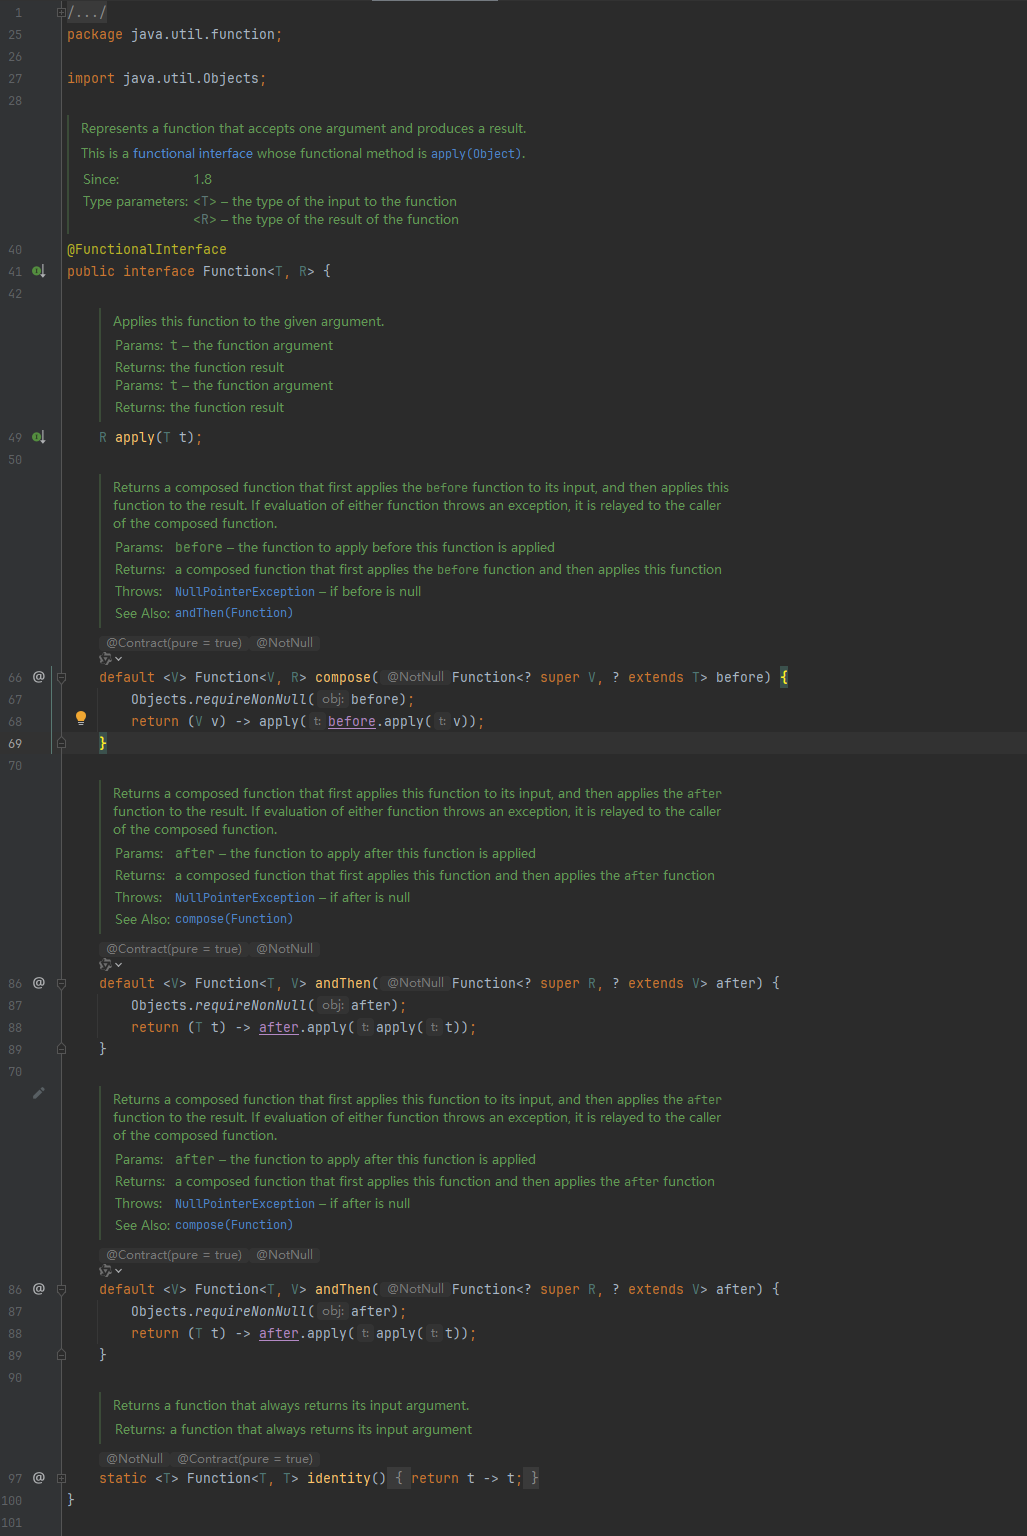 1 /.../
25 package java.util.function;
26
27 import java.util.Objects;
28
Represents a function that accepts one argument and produces a result.
This is a functional interface whose functional method is apply(Object).
Since: 1.8
Type parameters: <T> – the type of the input to the function
<R> – the type of the result of the function
40 @FunctionalInterface
41 public interface Function<T, R> {
42
Applies this function to the given argument.
Params: t – the function argument
Returns: the function result
Params: t – the function argument
Returns: the function result
49 R apply(T t);
50
Returns a composed function that first applies the before function to its input, and then applies this
function to the result. If evaluation of either function throws an exception, it is relayed to the caller
of the composed function.
Params: before – the function to apply before this function is applied
Returns: a composed function that first applies the before function and then applies this function
Throws: NullPointerException – if before is null
See Also: andThen(Function)
@Contract(pure = true) @NotNull
66 @ default <V> Function<V, R> compose( @NotNull Function<? super V, ? extends T> before) {
67 Objects.requireNonNull( obj: before);
68 return (V v) -> apply( t: before.apply( t: v));
69 }
70
Returns a composed function that first applies this function to its input, and then applies the after
function to the result. If evaluation of either function throws an exception, it is relayed to the caller
of the composed function.
Params: after – the function to apply after this function is applied
Returns: a composed function that first applies this function and then applies the after function
Throws: NullPointerException – if after is null
See Also: compose(Function)
@Contract(pure = true) @NotNull
86 @ default <V> Function<T, V> andThen( @NotNull Function<? super R, ? extends V> after) {
87 Objects.requireNonNull( obj: after);
88 return (T t) -> after.apply( t: apply( t: t));
89 }
70
Returns a composed function that first applies this function to its input, and then applies the after
function to the result. If evaluation of either function throws an exception, it is relayed to the caller
of the composed function.
Params: after – the function to apply after this function is applied
Returns: a composed function that first applies this function and then applies the after function
Throws: NullPointerException – if after is null
See Also: compose(Function)
@Contract(pure = true) @NotNull
86 @ default <V> Function<T, V> andThen( @NotNull Function<? super R, ? extends V> after) {
87 Objects.requireNonNull( obj: after);
88 return (T t) -> after.apply( t: apply( t: t));
89 }
90
Returns a function that always returns its input argument.
Returns: a function that always returns its input argument
@NotNull @Contract(pure = true)
97 @ static <T> Function<T, T> identity() { return t -> t; }
100 }
101